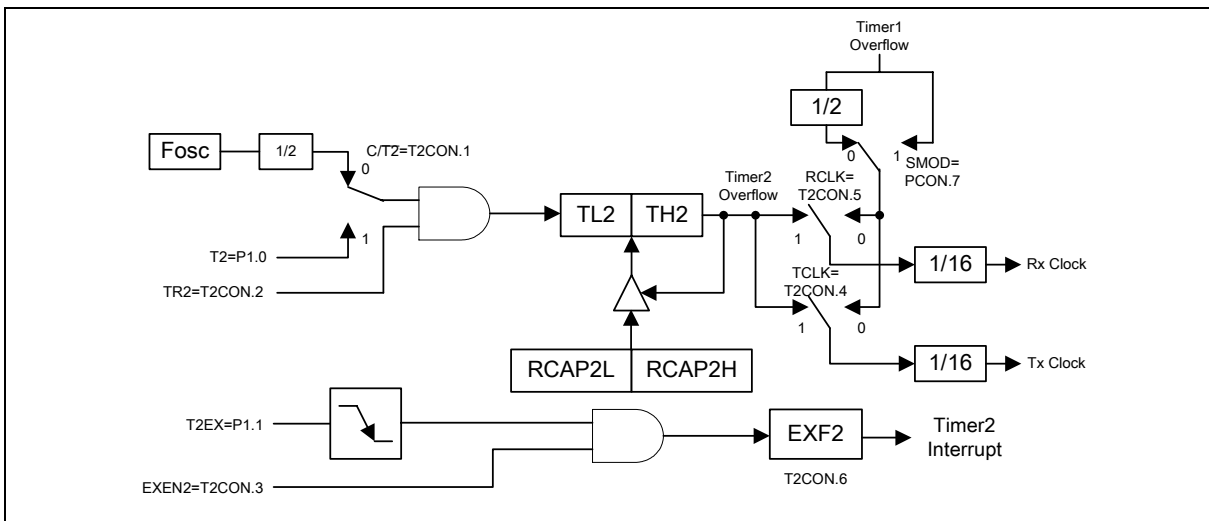 Timer1
Overflow
1/2
Fosc
1/2
C/T2=T2CON.1
0
0
1
SMOD=
PCON.7
Timer2
Overflow
RCLK=
T2CON.5
TL2
TH2
1
T2=P1.0
1
0
1/16
Rx Clock
TR2=T2CON.2
TCLK=
T2CON.4
1
0
RCAP2L
RCAP2H
1/16
Tx Clock
T2EX=P1.1
EXF2
Timer2
Interrupt
EXEN2=T2CON.3
T2CON.6